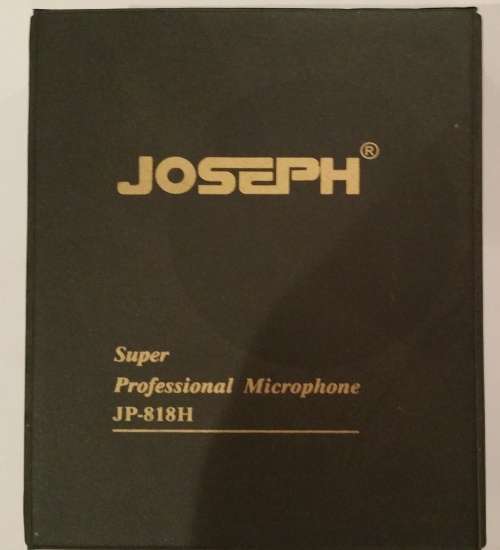 JOSEPH®
Super
Professional Microphone
JP-818H